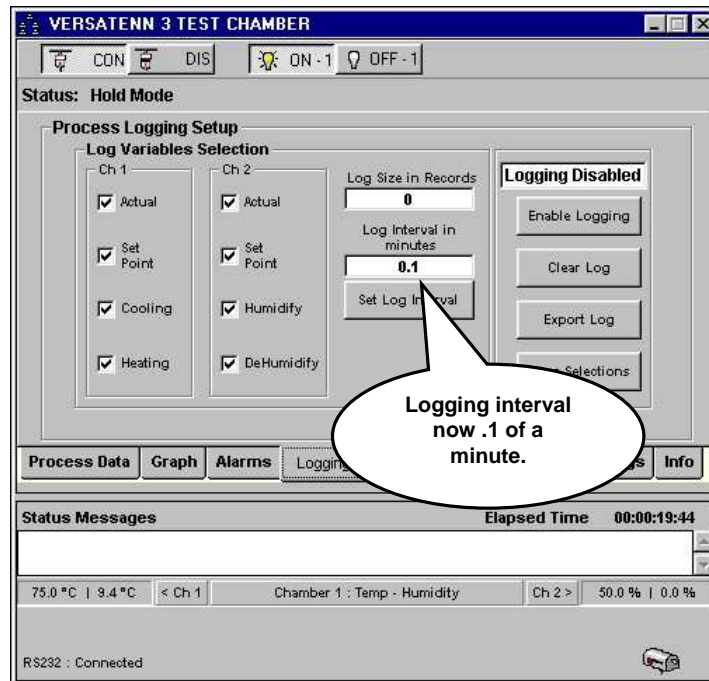 VERSATENN 3 TEST CHAMBER
CON DIS ON - 1 OFF - 1
Status: Hold Mode
Process Logging Setup
Log Variables Selection
Ch 1
Actual
Set
Point
Cooling
Heating
Ch 2
Actual
Set
Point
Humidify
DeHumidify
Log Size in Records
0
Log Interval in
minutes
0.1
Set Log Interval
Logging Disabled
Enable Logging
Clear Log
Export Log
Selections
Logging interval
now .1 of a
minute.
Process Data Graph Alarms Logging Info
Status Messages Elapsed Time 00:00:19:44
75.0 °C | 9.4 °C < Ch 1 Chamber 1 : Temp - Humidity Ch 2 > 50.0 % | 0.0 %
RS232 : Connected